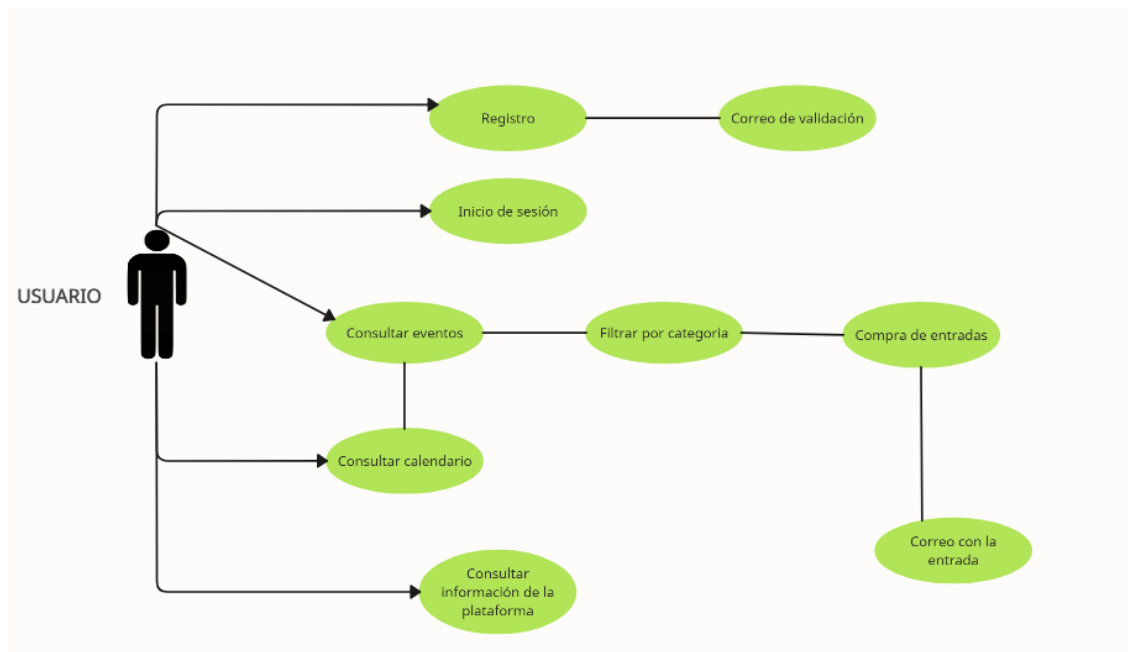 Registro
Correo de validación
Inicio de sesión
USUARIO
Consultar eventos
Filtrar por categoria
Compra de entradas
Consultar calendario
Correo con la
entrada
Consultar
información de la
plataforma